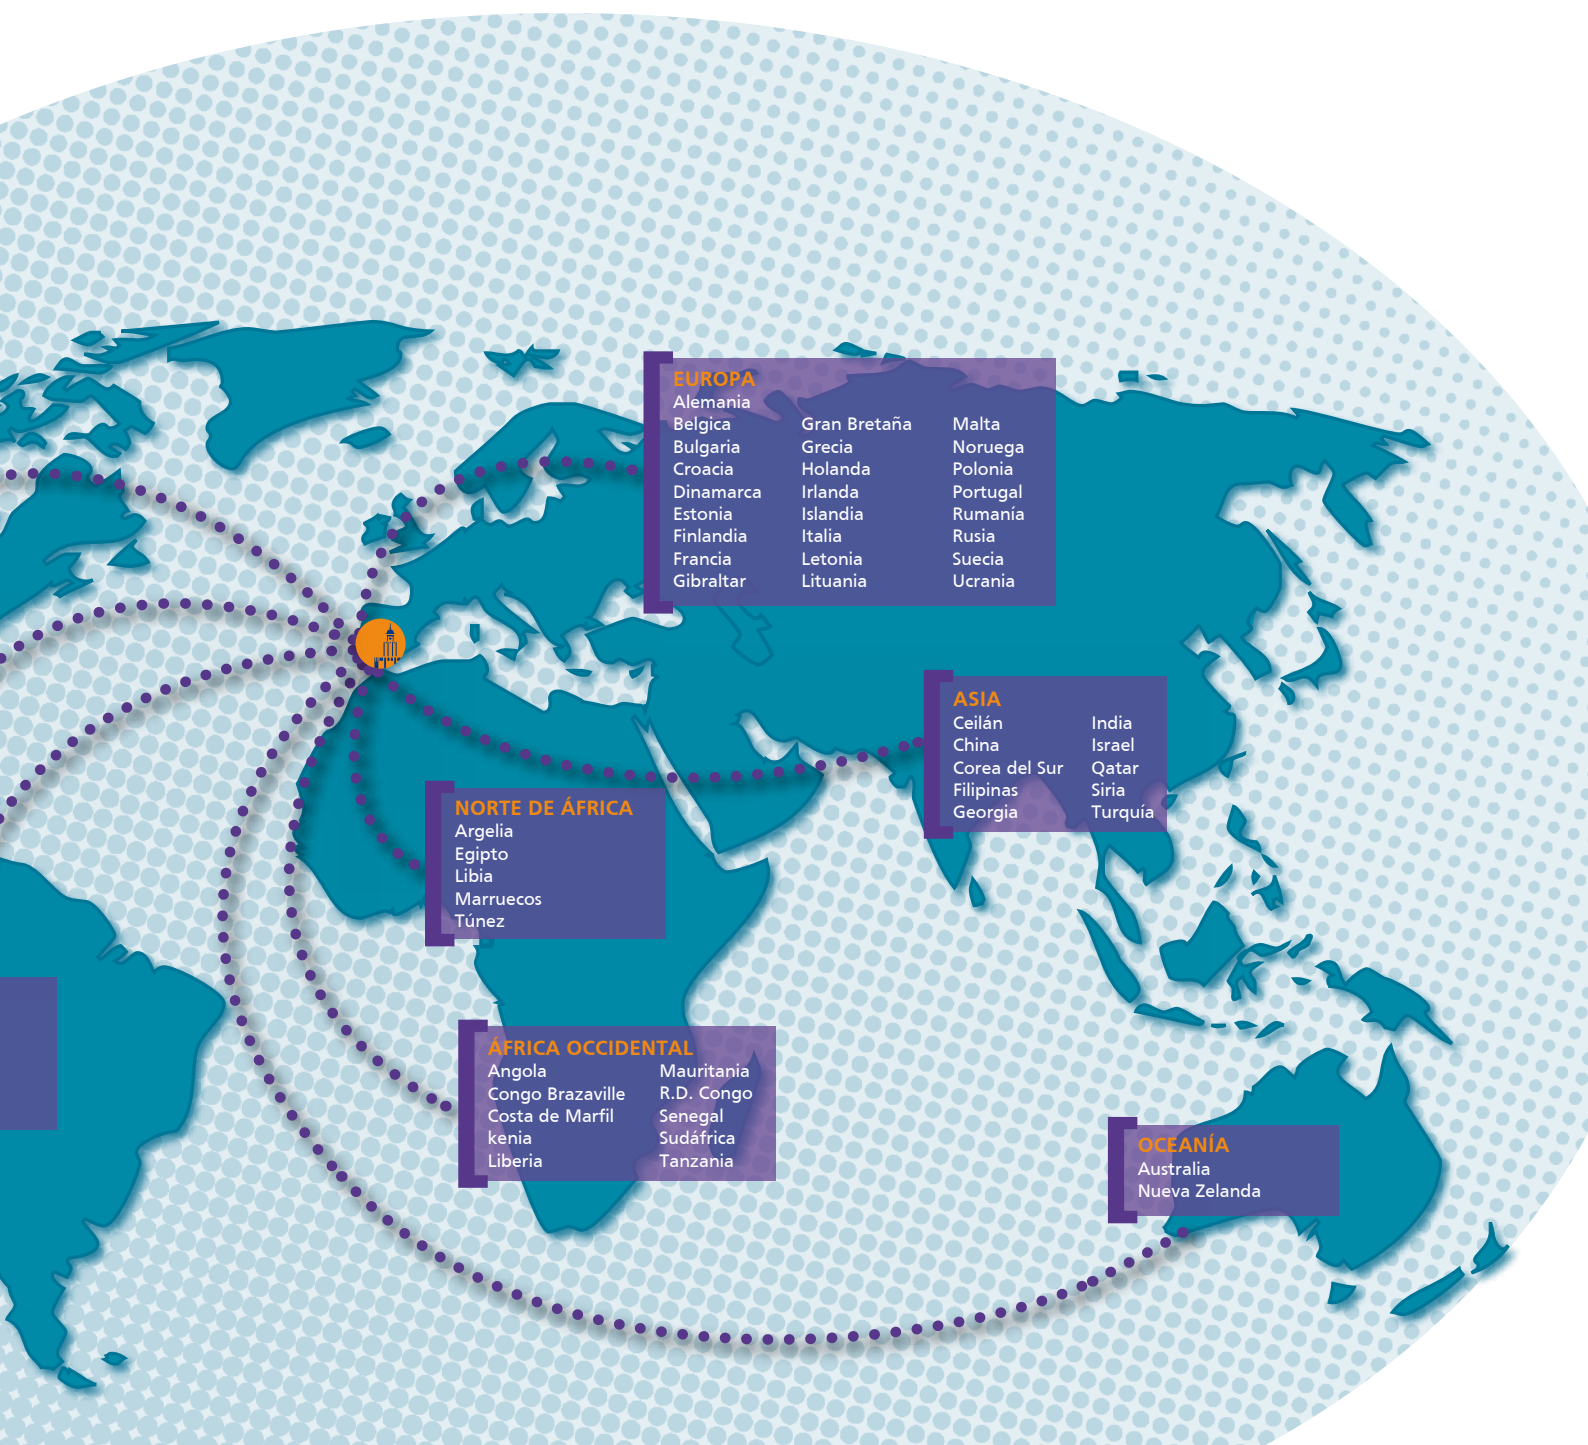 EUROPA
Alemania
Belgica
Bulgaria
Croacia
Dinamarca
Estonia
Finlandia
Francia
Gibraltar
Gran Bretaña
Grecia
Holanda
Irlanda
Islandia
Italia
Letonia
Lituania
Malta
Noruega
Polonia
Portugal
Rumanía
Rusia
Suecia
Ucrania
ASIA
Ceilán
China
Corea del Sur
Filipinas
Georgia
India
Israel
Qatar
Siria
Turquía
NORTE DE ÁFRICA
Argelia
Egipto
Libia
Marruecos
Túnez
ÁFRICA OCCIDENTAL
Angola
Congo Brazaville
Costa de Marfil
kenia
Liberia
Mauritania
R.D. Congo
Senegal
Sudáfrica
Tanzania
OCEANÍA
Australia
Nueva Zelanda